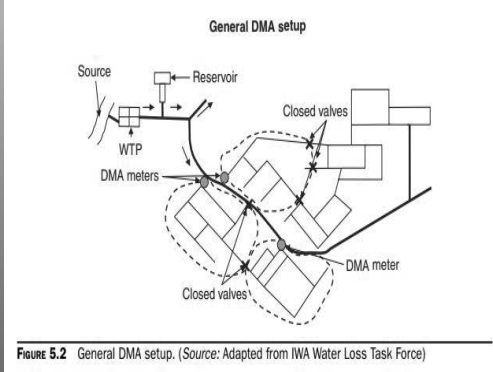 General DMA setup
Source
Reservoir
Closed valves
WTP
DMA meters
DMA meter
Closed valves
FIGURE 5.2 General DMA setup. (Source: Adapted from IWA Water Loss Task Force)